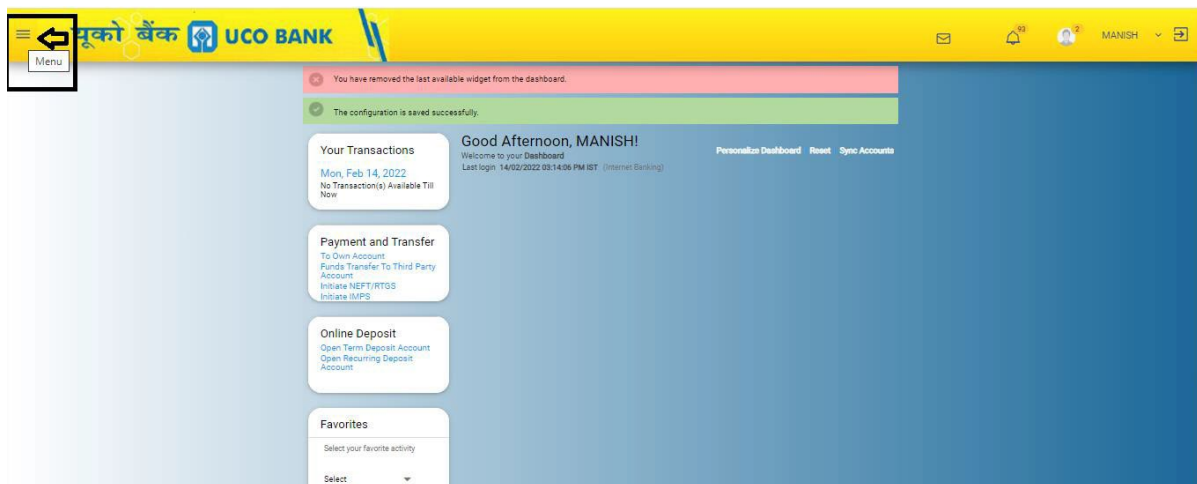 यूको बैंक UCO BANK
93
2
MANISH
Menu
You have removed the last available widget from the dashboard.
The configuration is saved successfully.
Your Transactions
Mon, Feb 14, 2022
No Transaction(s) Available Till
Now
Good Afternoon, MANISH!
Welcome to your Dashboard
Last login 14/02/2022 03:14:06 PM IST (Internet Banking)
Personalize Dashboard Reset Sync Accounts
Payment and Transfer
To Own Account
Funds Transfer To Third Party
Account
Initiate NEFT/RTGS
Initiate IMPS
Online Deposit
Open Term Deposit Account
Open Recurring Deposit
Account
Favorites
Select your favorite activity
Select